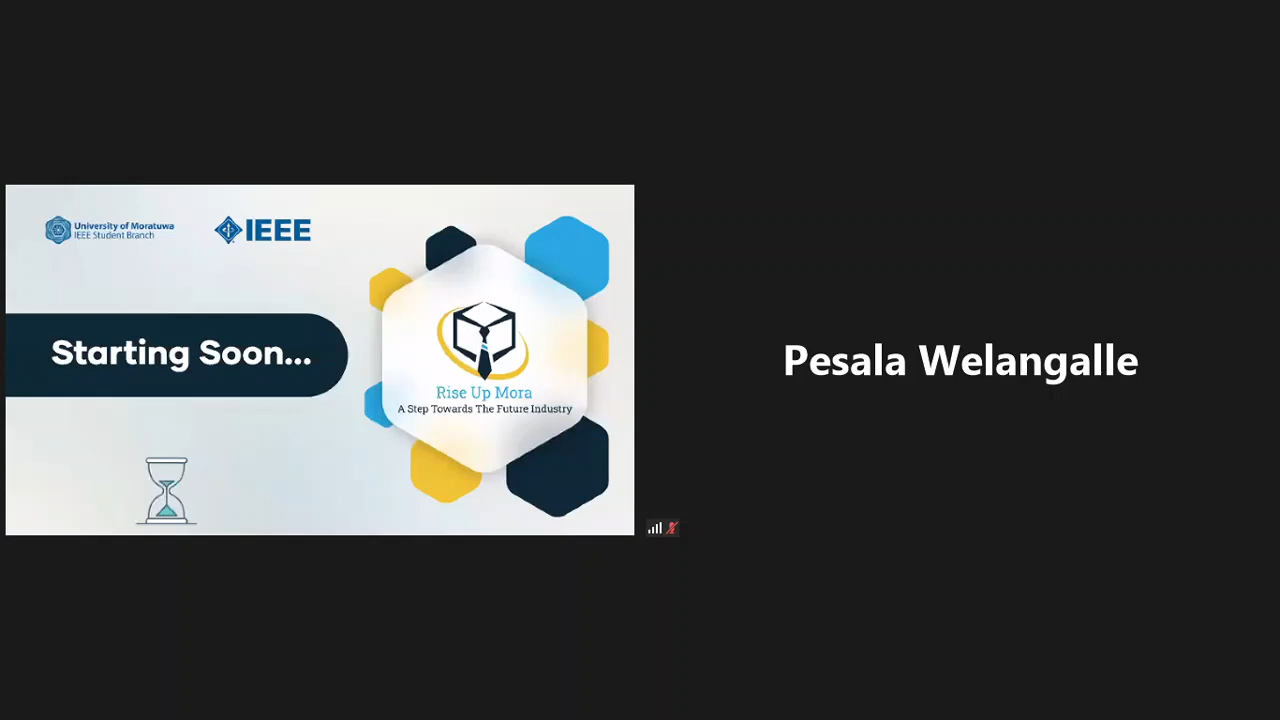 University of Moratuwa
IEEE Student Branch
IEEE
Starting Soon...
Rise Up Mora
A Step Towards The Future Industry
Pesala Welangalle